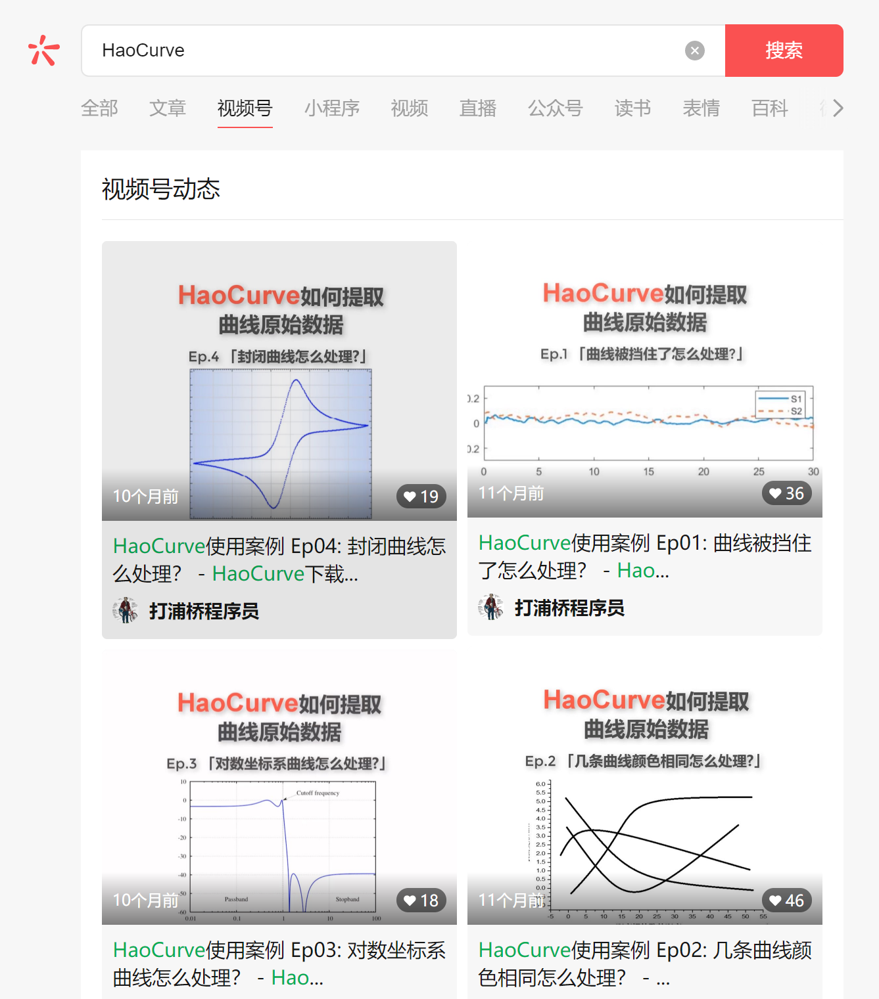 HaoCurve
搜索
全部 文章 视频号 小程序 视频 直播 公众号 读书 表情 百科
视频号动态
HaoCurve如何提取
曲线原始数据
Ep.4 「封闭曲线怎么处理?」
10个月前
19
HaoCurve使用案例 Ep04: 封闭曲线怎
么处理？ - HaoCurve下载...
打浦桥程序员
HaoCurve如何提取
曲线原始数据
Ep.1 「曲线被挡住了怎么处理?」
0.2
S1
S2
0
0.2
0 5 10 15 20 25 30
11个月前
36
HaoCurve使用案例 Ep01: 曲线被挡住
了怎么处理？ - Hao...
打浦桥程序员
HaoCurve如何提取
曲线原始数据
Ep.3 「对数坐标系曲线怎么处理?」
10
Cutoff frequency
0
-10
-20
-30
-40
-50
Passband Stopband
-60
0.01 0.1 1 10 100
10个月前
18
HaoCurve使用案例 Ep03: 对数坐标系
曲线怎么处理？ - Hao...
HaoCurve如何提取
曲线原始数据
Ep.2 「几条曲线颜色相同怎么处理?」
6.0
5.5
5.0
4.5
4.0
3.5
3.0
2.5
2.0
1.5
1.0
0.5
0.0
-5 0 5 10 15 20 25 30 35 40 45 50 55
11个月前
46
HaoCurve使用案例 Ep02: 几条曲线颜
色相同怎么处理？ - ...